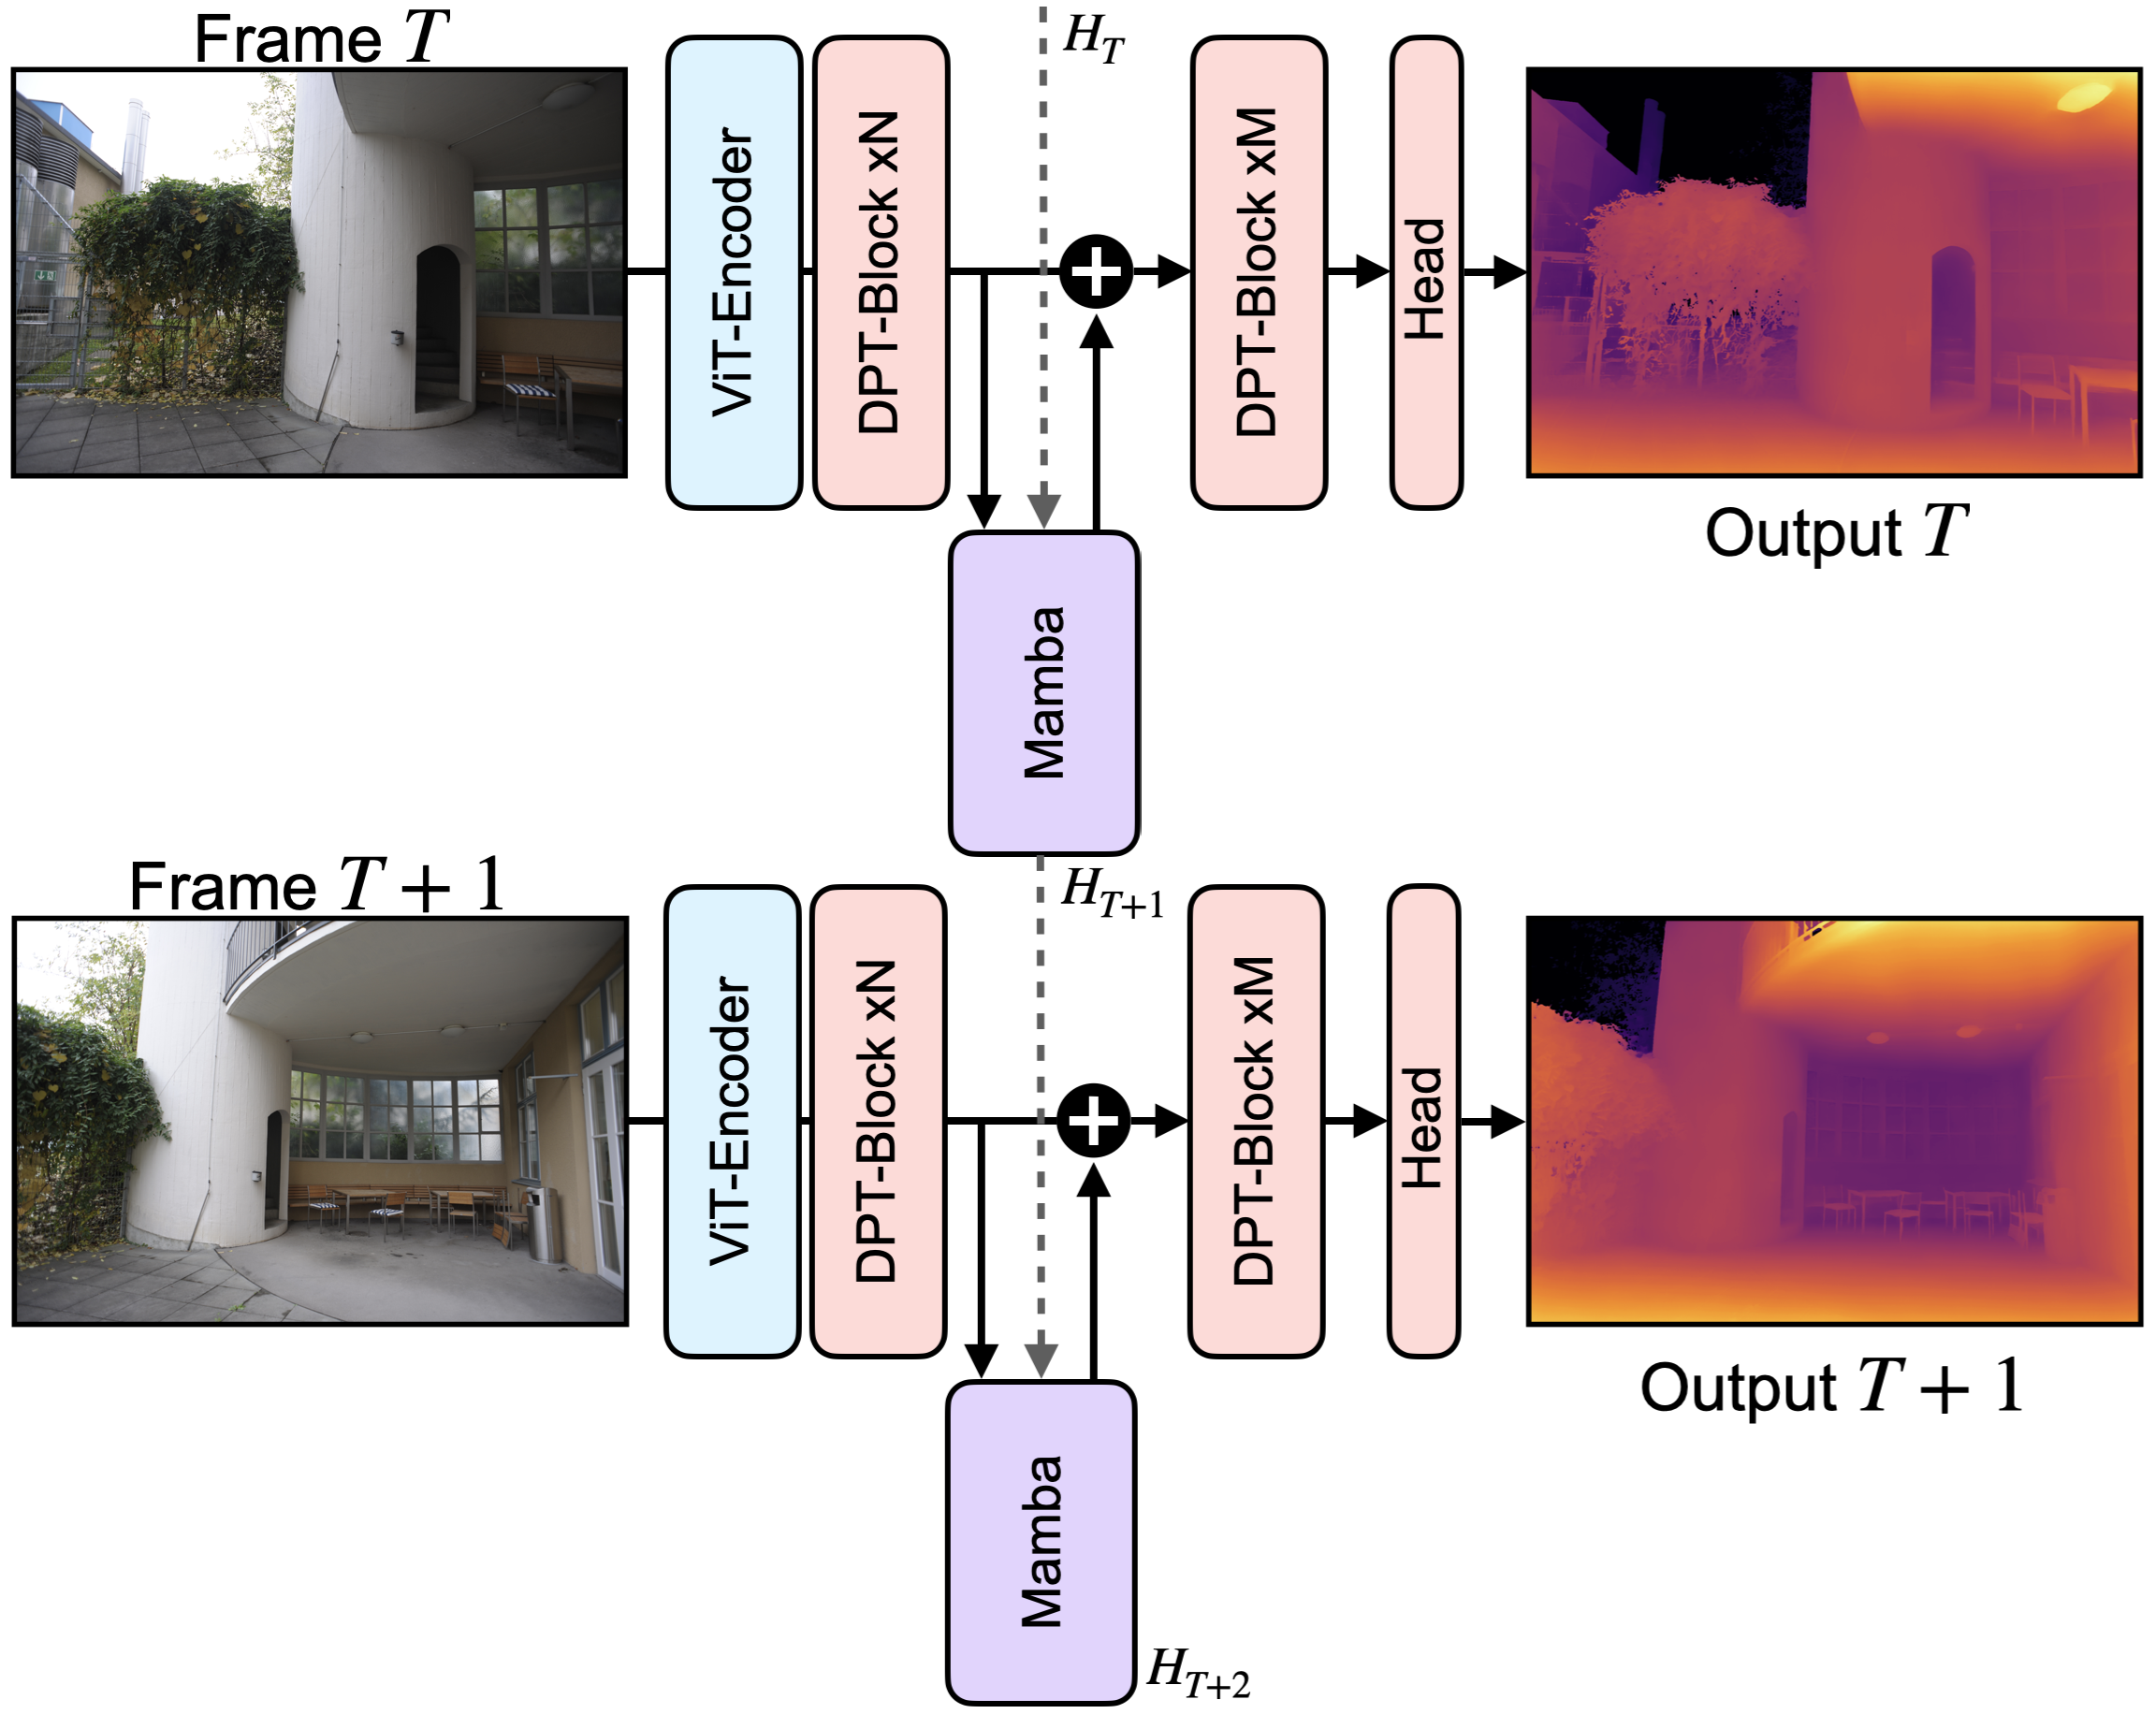 Frame T
H_T
ViT-Encoder
DPT-Block xN
DPT-Block xM
Head
Output T
Mamba
Frame T + 1
H_{T+1}
ViT-Encoder
DPT-Block xN
DPT-Block xM
Head
Output T + 1
Mamba
H_{T+2}